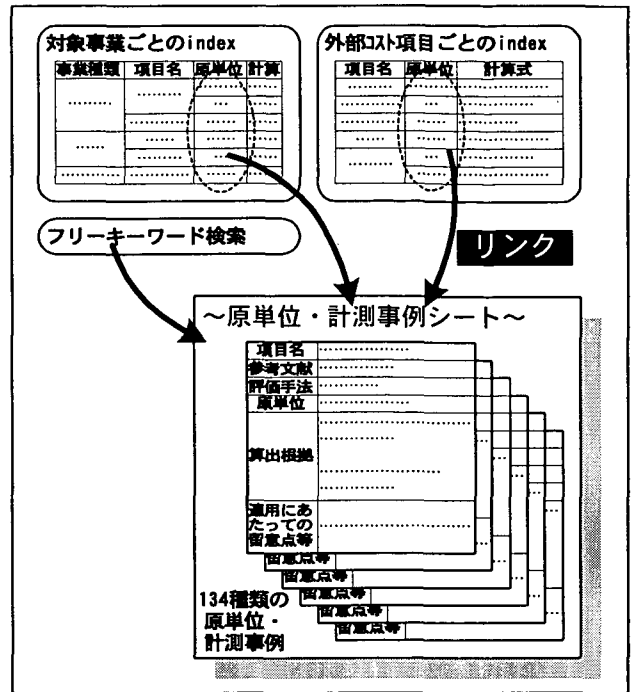 対象事業ごとのindex
事業種類 項目名 原単位 計算
外部コスト項目ごとのindex
項目名 原単位 計算式
フリーキーワード検索
リンク
~原単位・計測事例シート~
項目名
参考文献
評価手法
原単位
算出根拠
適用にあ
たっての
留意点等
留意点等
留意点等
留意点等
留意点等
留意点等
134種類の
原単位・
計測事例